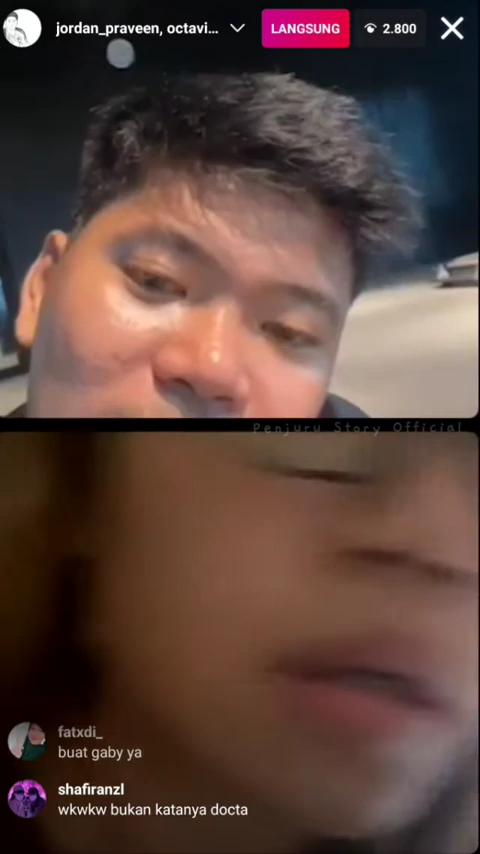 jordan_praveen, octavi...
LANGSUNG
2.800
Penjuru Story Official
fatxdi_
buat gaby ya
shafiranzl
wkwkw bukan katanya docta